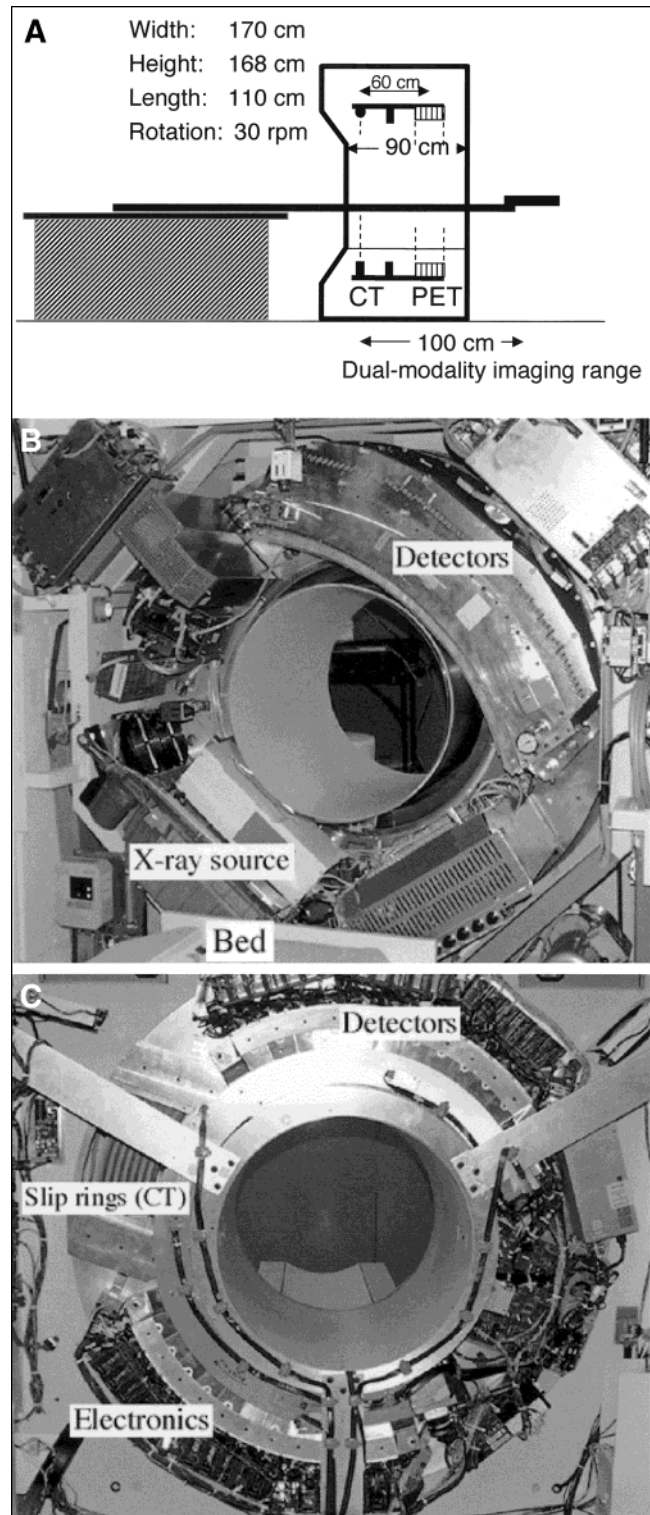 A
Width: 170 cm
Height: 168 cm
Length: 110 cm
Rotation: 30 rpm
60 cm
90 cm
CT PET
100 cm
Dual-modality imaging range
B
Detectors
X-ray source
Bed
C
Detectors
Slip rings (CT)
Electronics